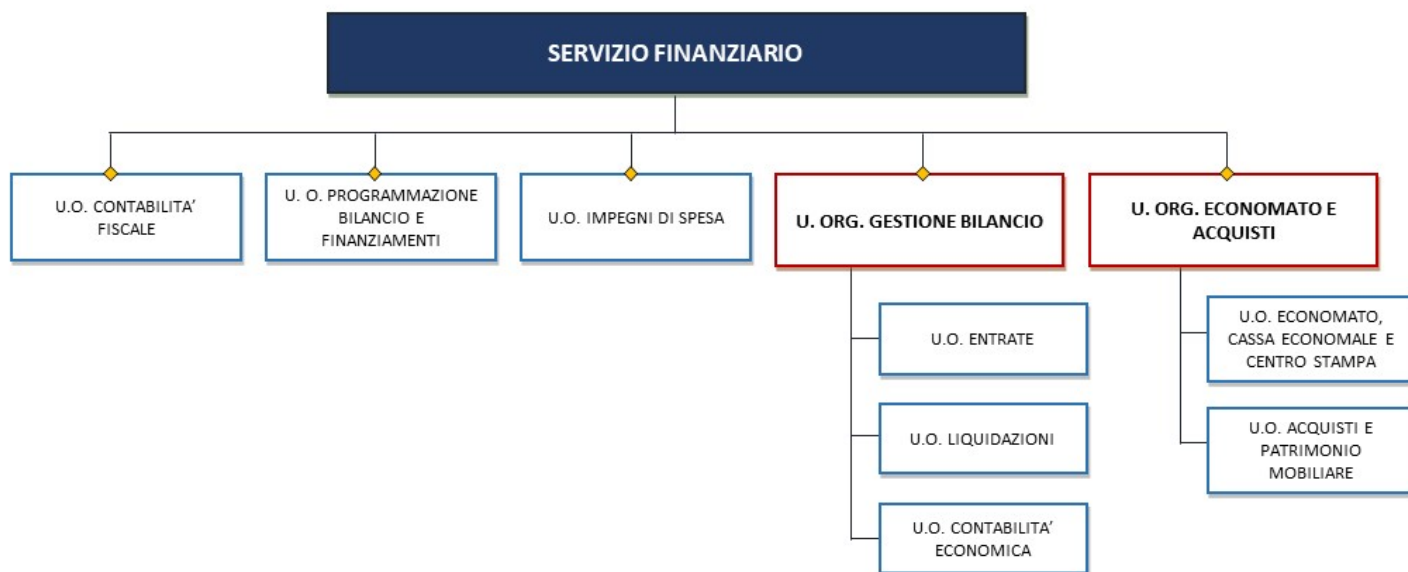 SERVIZIO FINANZIARIO
U.O. CONTABILITA’
FISCALE
U. O. PROGRAMMAZIONE
BILANCIO E
FINANZIAMENTI
U.O. IMPEGNI DI SPESA
U. ORG. GESTIONE BILANCIO
U. ORG. ECONOMATO E
ACQUISTI
U.O. ENTRATE
U.O. LIQUIDAZIONI
U.O. CONTABILITA’
ECONOMICA
U.O. ECONOMATO,
CASSA ECONOMALE E
CENTRO STAMPA
U.O. ACQUISTI E
PATRIMONIO
MOBILIARE